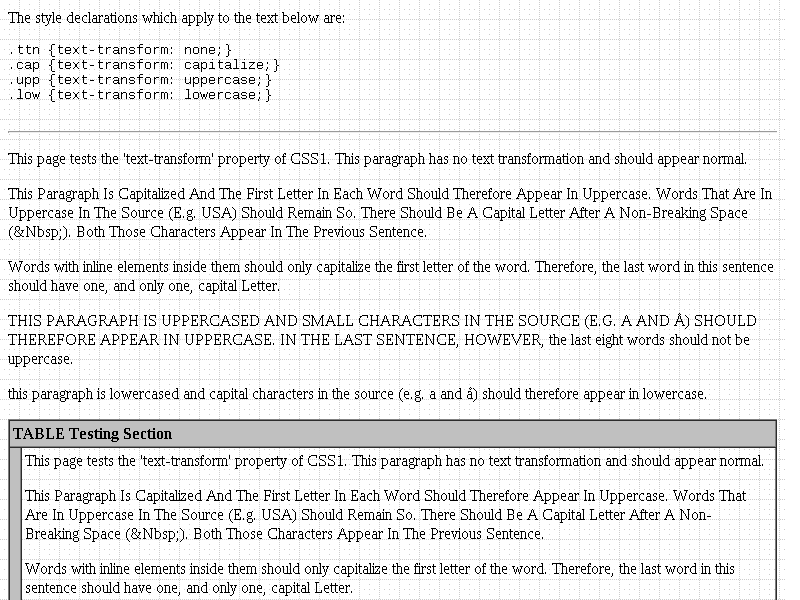 The style declarations which apply to the text below are:
.ttn {text-transform: none;}
.cap {text-transform: capitalize;}
.upp {text-transform: uppercase;}
.low {text-transform: lowercase;}
This page tests the 'text-transform' property of CSS1. This paragraph has no text transformation and should appear normal.
This Paragraph Is Capitalized And The First Letter In Each Word Should Therefore Appear In Uppercase. Words That Are In
Uppercase In The Source (E.g. USA) Should Remain So. There Should Be A Capital Letter After A Non-Breaking Space
(&Nbsp;). Both Those Characters Appear In The Previous Sentence.
Words with inline elements inside them should only capitalize the first letter of the word. Therefore, the last word in this sentence
should have one, and only one, capital Letter.
THIS PARAGRAPH IS UPPERCASED AND SMALL CHARACTERS IN THE SOURCE (E.G. A AND Å) SHOULD
THEREFORE APPEAR IN UPPERCASE. IN THE LAST SENTENCE, HOWEVER, the last eight words should not be
uppercase.
this paragraph is lowercased and capital characters in the source (e.g. a and å) should therefore appear in lowercase.
TABLE Testing Section
This page tests the 'text-transform' property of CSS1. This paragraph has no text transformation and should appear normal.
This Paragraph Is Capitalized And The First Letter In Each Word Should Therefore Appear In Uppercase. Words That
Are In Uppercase In The Source (E.g. USA) Should Remain So. There Should Be A Capital Letter After A Non-
Breaking Space (&Nbsp;). Both Those Characters Appear In The Previous Sentence.
Words with inline elements inside them should only capitalize the first letter of the word. Therefore, the last word in this
sentence should have one, and only one, capital Letter.